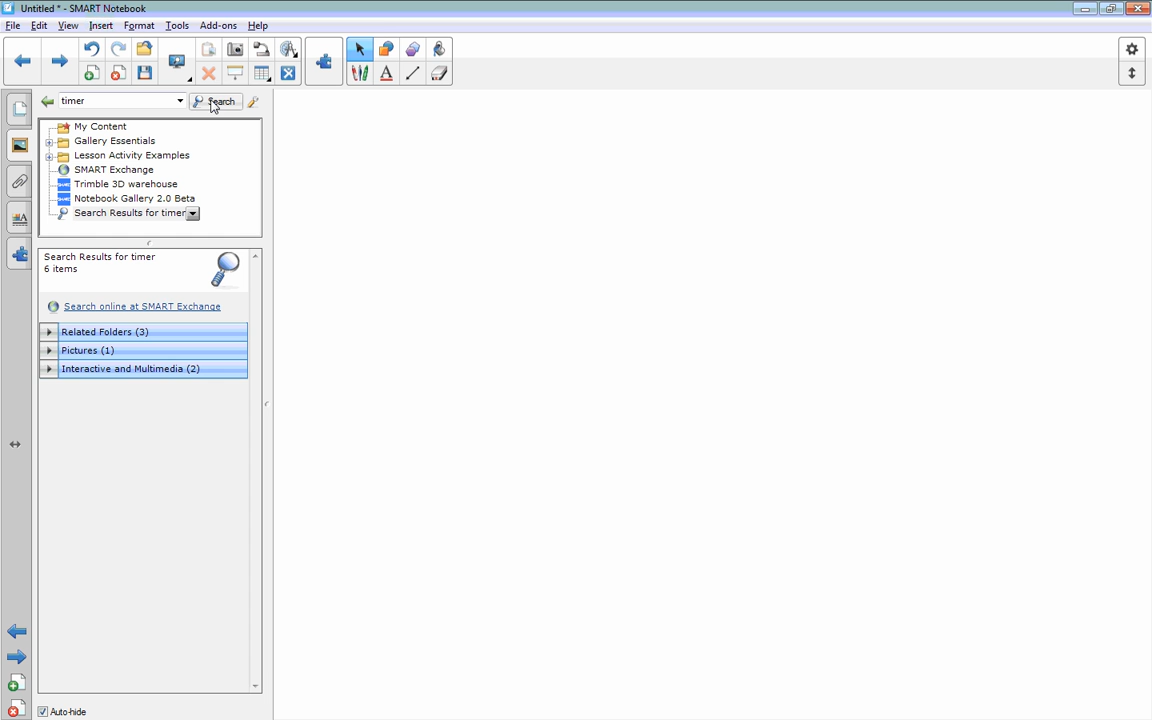 Untitled * - SMART Notebook
File Edit View Insert Format Tools Add-ons Help
timer Search
My Content
Gallery Essentials
Lesson Activity Examples
SMART Exchange
Trimble 3D warehouse
Notebook Gallery 2.0 Beta
Search Results for timer
Search Results for timer
6 items
Search online at SMART Exchange
Related Folders (3)
Pictures (1)
Interactive and Multimedia (2)
Auto-hide